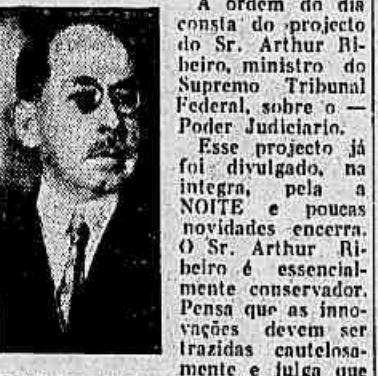 A ordem do dia
consta do projecto
do Sr. Arthur Ri-
beiro, ministro do
Supremo Tribunal
Federal, sobre o —
Poder Judiciario.
Esse projecto já
foi divulgado, na
integra, pela a
NOITE e poucas
novidades encerra.
O Sr. Arthur Ri-
beiro é essencial-
mente conservador.
Pensa que as inno-
vações devem ser
trazidas cautelosa-
mente e julga que